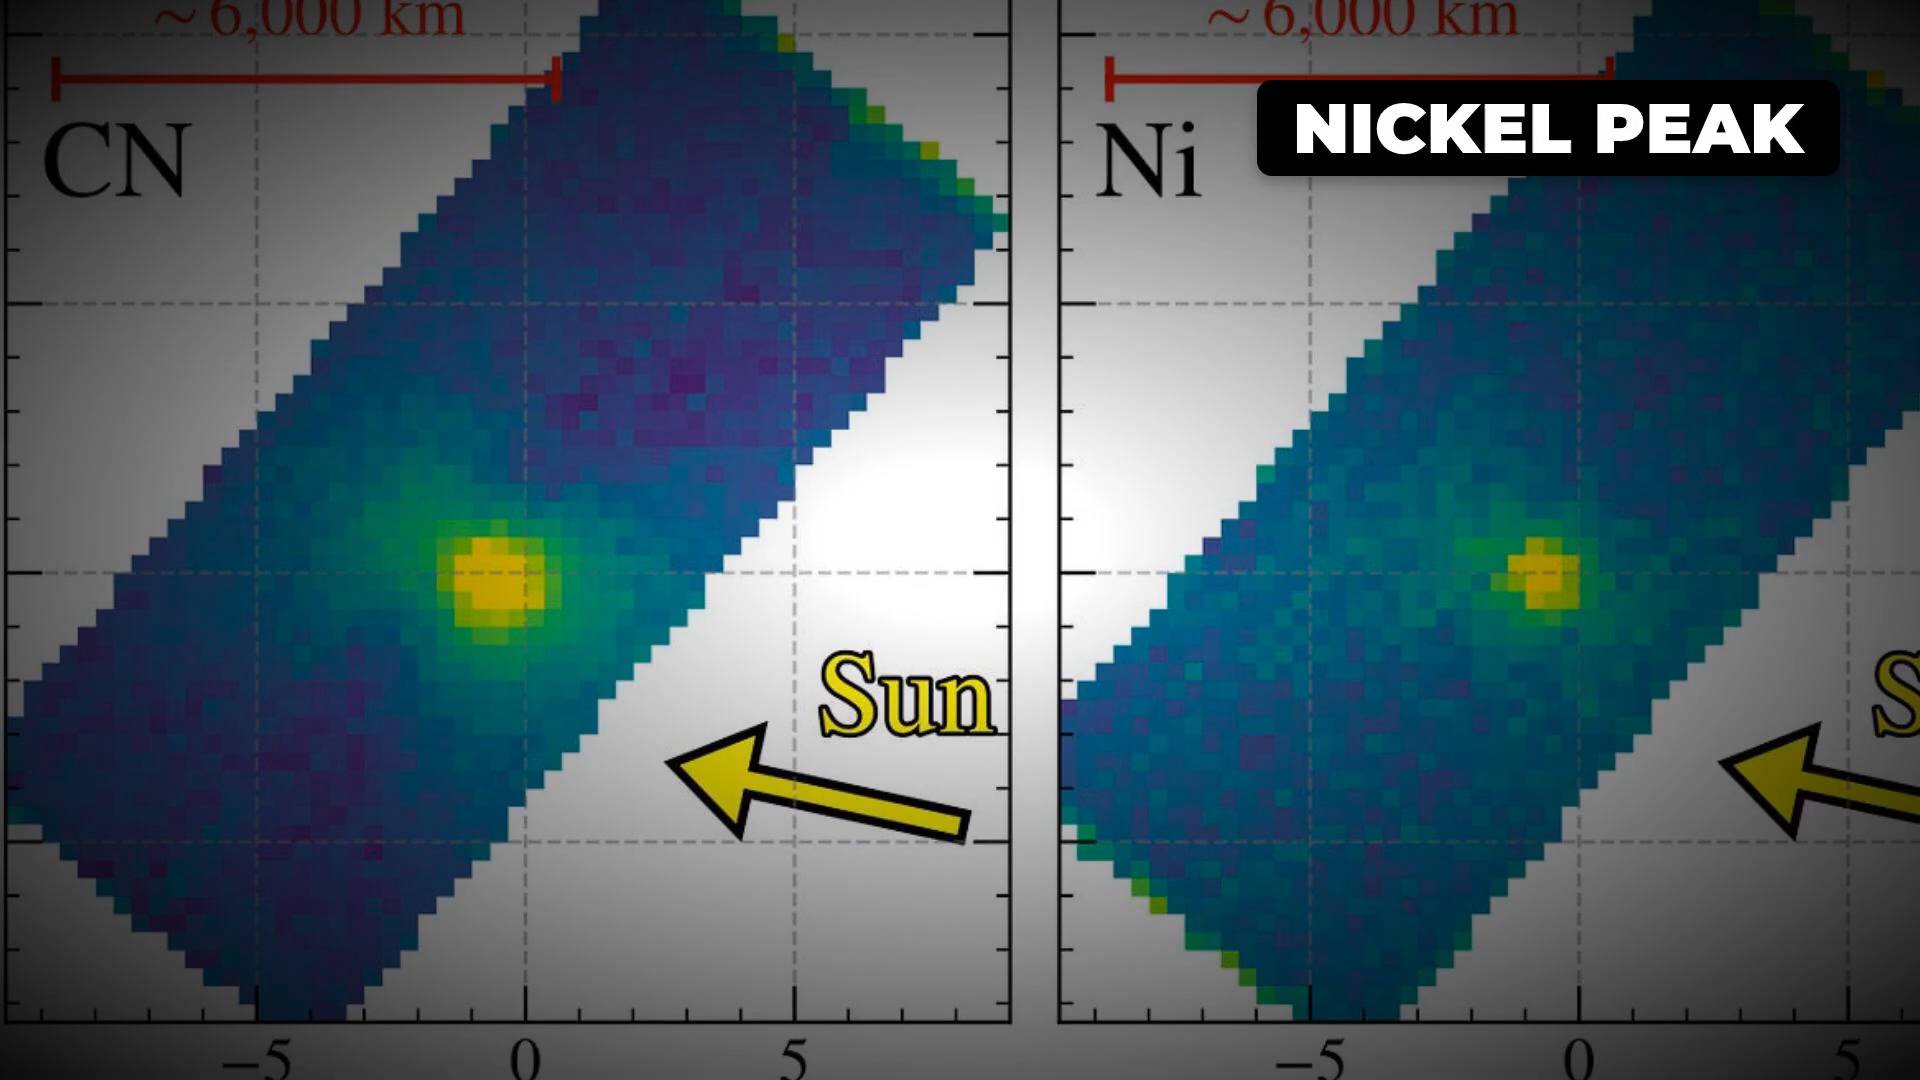 ~ 6,000 km
CN
Sun
−5 0 5
~ 6,000 km
Ni
NICKEL PEAK
−5 0 5